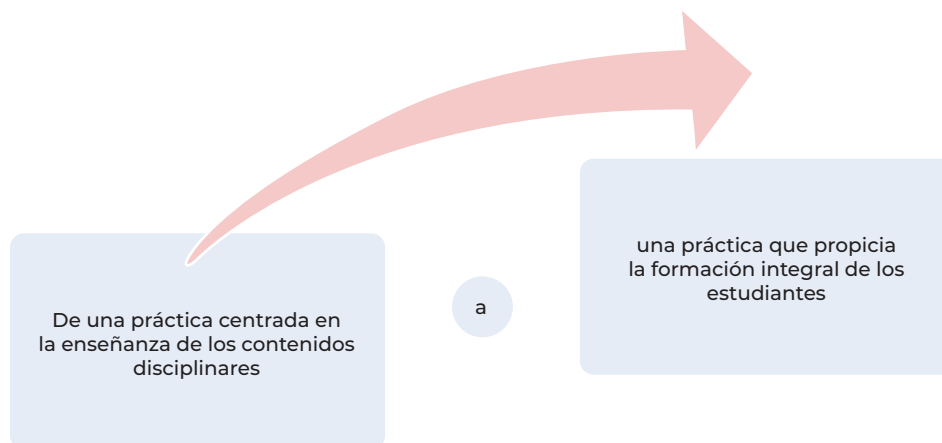 De una práctica centrada en
la enseñanza de los contenidos
disciplinares
a
una práctica que propicia
la formación integral de los
estudiantes